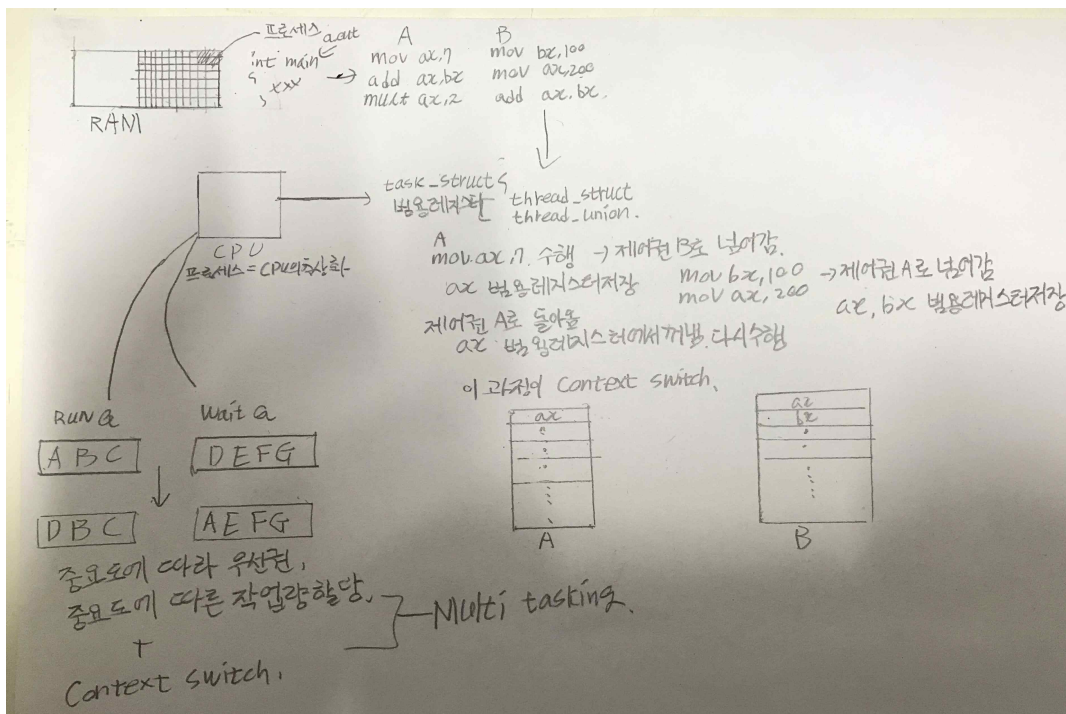 프로세스 a.out
int main
{
xxx
}
RAM
A
mov ax,7
add ax,bx
mult ax,2
B
mov bx,100
mov ax,200
add ax,bx.
CPU
프로세스 = CPU의추상화
task_struct {
범용레지스터
thread_struct
thread_union.
A
mov ax,7. 수행 → 제어권 B로 넘어감.
ax 범용레지스터저장
mov bx,100 → 제어권 A로 넘어감
mov ax,200
ax, bx 범용레지스터저장
제어권 A로 돌아옴
ax 범용레지스터에서꺼냄. 다시수행
이 과정이 Context switch.
RUN Q
A B C
Wait Q
D E F G
D B C
A E F G
ax
A
ax
bx
B
중요도에 따라 우선권,
중요도에 따른 작업량할당.
+
Context switch.
Multi tasking.